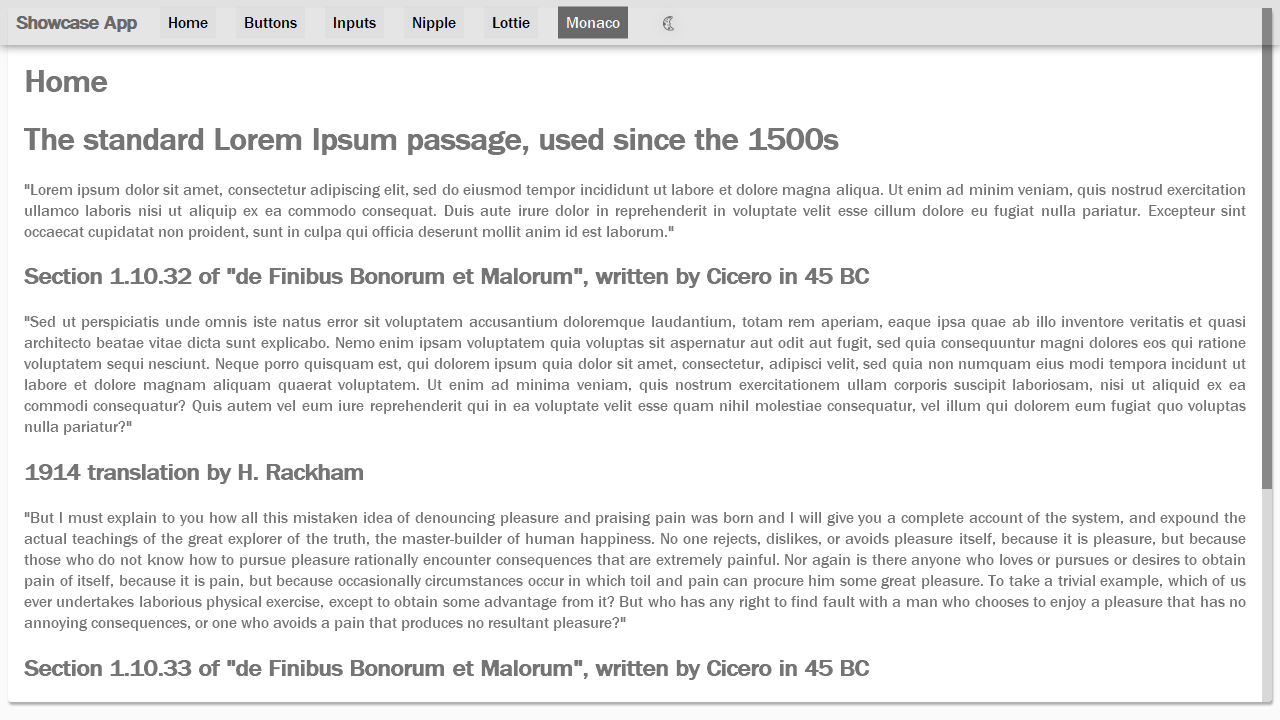 Showcase App Home Buttons Inputs Nipple Lottie Monaco
Home
The standard Lorem Ipsum passage, used since the 1500s
"Lorem ipsum dolor sit amet, consectetur adipiscing elit, sed do eiusmod tempor incididunt ut labore et dolore magna aliqua. Ut enim ad minim veniam, quis nostrud exercitation
ullamco laboris nisi ut aliquip ex ea commodo consequat. Duis aute irure dolor in reprehenderit in voluptate velit esse cillum dolore eu fugiat nulla pariatur. Excepteur sint
occaecat cupidatat non proident, sunt in culpa qui officia deserunt mollit anim id est laborum."
Section 1.10.32 of "de Finibus Bonorum et Malorum", written by Cicero in 45 BC
"Sed ut perspiciatis unde omnis iste natus error sit voluptatem accusantium doloremque laudantium, totam rem aperiam, eaque ipsa quae ab illo inventore veritatis et quasi
architecto beatae vitae dicta sunt explicabo. Nemo enim ipsam voluptatem quia voluptas sit aspernatur aut odit aut fugit, sed quia consequuntur magni dolores eos qui ratione
voluptatem sequi nesciunt. Neque porro quisquam est, qui dolorem ipsum quia dolor sit amet, consectetur, adipisci velit, sed quia non numquam eius modi tempora incidunt ut
labore et dolore magnam aliquam quaerat voluptatem. Ut enim ad minima veniam, quis nostrum exercitationem ullam corporis suscipit laboriosam, nisi ut aliquid ex ea
commodi consequatur? Quis autem vel eum iure reprehenderit qui in ea voluptate velit esse quam nihil molestiae consequatur, vel illum qui dolorem eum fugiat quo voluptas
nulla pariatur?"
1914 translation by H. Rackham
"But I must explain to you how all this mistaken idea of denouncing pleasure and praising pain was born and I will give you a complete account of the system, and expound the
actual teachings of the great explorer of the truth, the master-builder of human happiness. No one rejects, dislikes, or avoids pleasure itself, because it is pleasure, but because
those who do not know how to pursue pleasure rationally encounter consequences that are extremely painful. Nor again is there anyone who loves or pursues or desires to obtain
pain of itself, because it is pain, but because occasionally circumstances occur in which toil and pain can procure him some great pleasure. To take a trivial example, which of us
ever undertakes laborious physical exercise, except to obtain some advantage from it? But who has any right to find fault with a man who chooses to enjoy a pleasure that has no
annoying consequences, or one who avoids a pain that produces no resultant pleasure?"
Section 1.10.33 of "de Finibus Bonorum et Malorum", written by Cicero in 45 BC